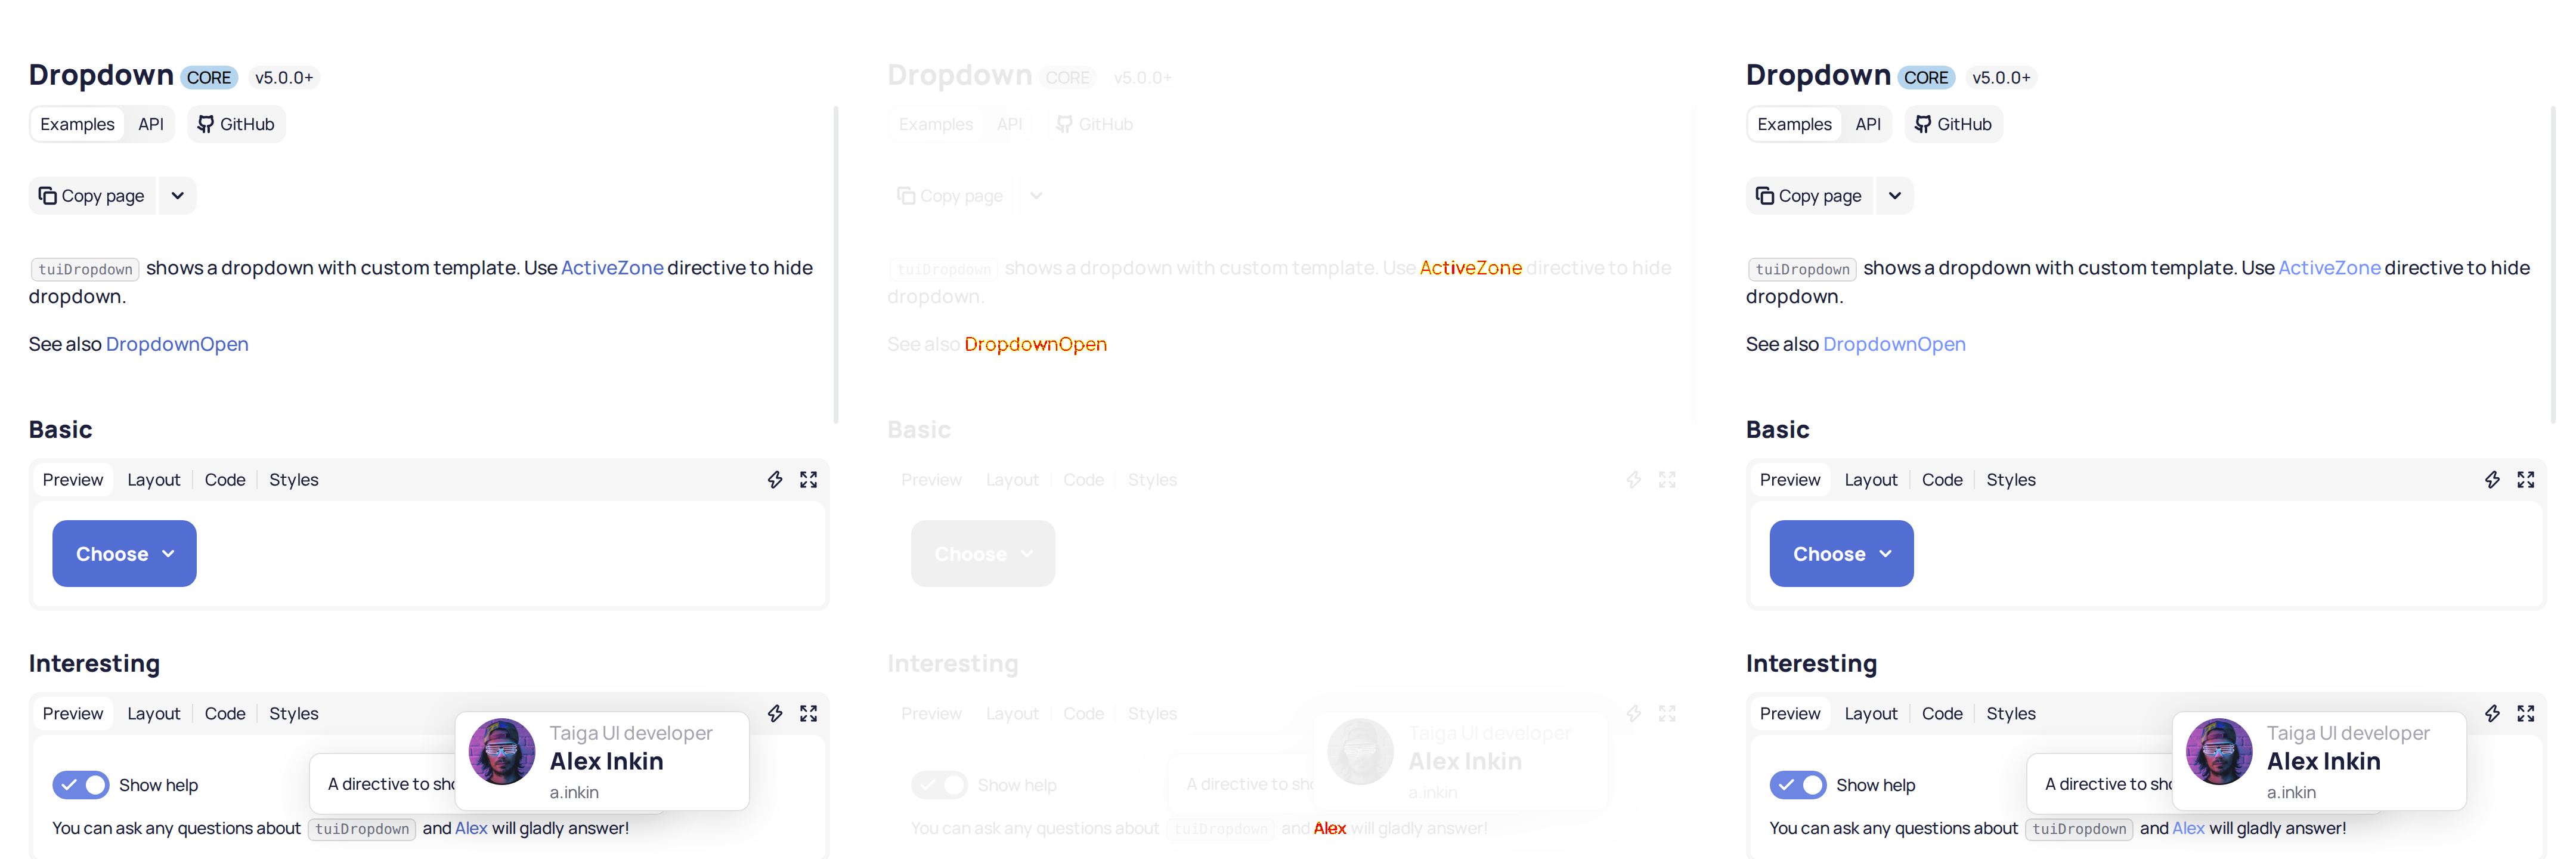 Dropdown CORE v5.0.0+
Examples API GitHub
Copy page
tuiDropdown shows a dropdown with custom template. Use ActiveZone directive to hide
dropdown.
See also DropdownOpen
Basic
Preview Layout Code Styles
Choose
Interesting
Preview Layout Code Styles
Taiga UI developer
Alex Inkin
a.inkin
Show help
A directive to sho
You can ask any questions about tuiDropdown and Alex will gladly answer!
Dropdown CORE v5.0.0+
Examples API GitHub
Copy page
tuiDropdown shows a dropdown with custom template. Use ActiveZone directive to hide
dropdown.
See also DropdownOpen
Basic
Preview Layout Code Styles
Choose
Interesting
Preview Layout Code Styles
Taiga UI developer
Alex Inkin
a.inkin
Show help
A directive to sho
You can ask any questions about tuiDropdown and Alex will gladly answer!
Dropdown CORE v5.0.0+
Examples API GitHub
Copy page
tuiDropdown shows a dropdown with custom template. Use ActiveZone directive to hide
dropdown.
See also DropdownOpen
Basic
Preview Layout Code Styles
Choose
Interesting
Preview Layout Code Styles
Taiga UI developer
Alex Inkin
a.inkin
Show help
A directive to sho
You can ask any questions about tuiDropdown and Alex will gladly answer!